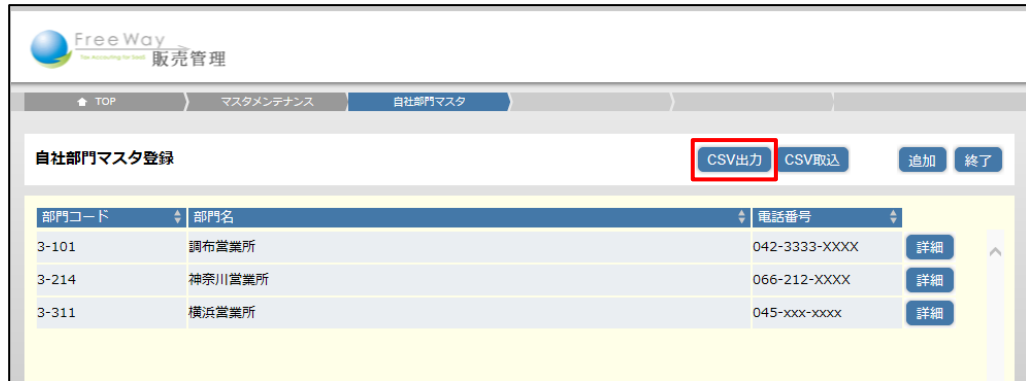 FreeWay
販売管理
TOP マスタメンテナンス 自社部門マスタ
自社部門マスタ登録 CSV出力 CSV取込 追加 終了
部門コード 部門名 電話番号
3-101 調布営業所 042-3333-XXXX 詳細
3-214 神奈川営業所 066-212-XXXX 詳細
3-311 横浜営業所 045-xxx-xxxx 詳細